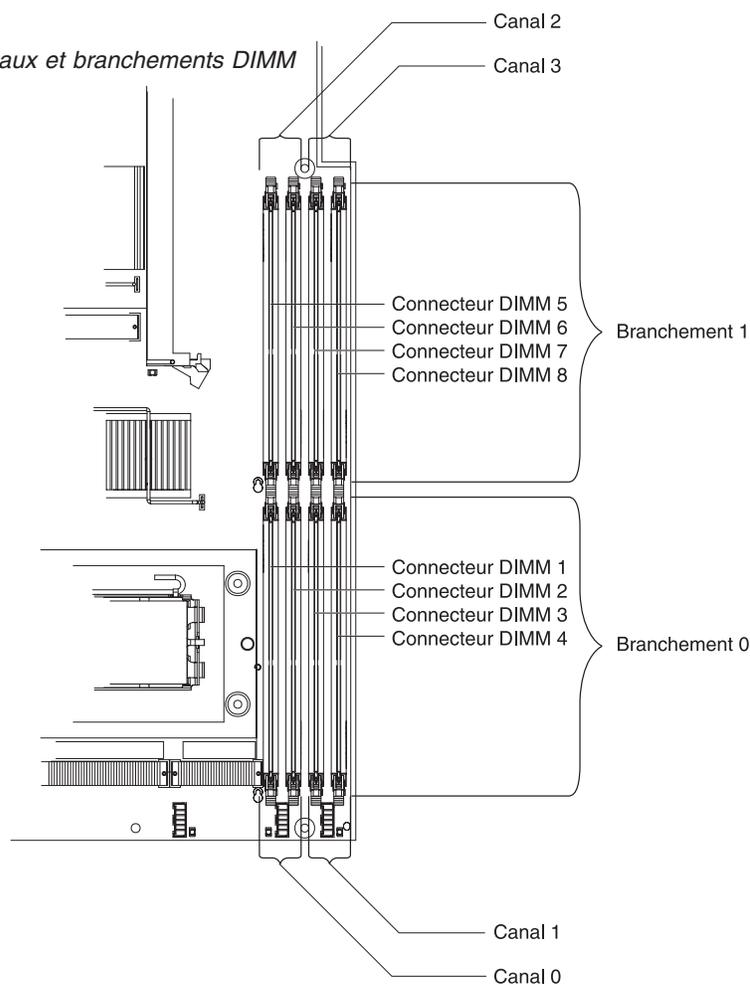 Canal 2
aux et branchements DIMM
Canal 3
Connecteur DIMM 5
Connecteur DIMM 6
Connecteur DIMM 7
Connecteur DIMM 8
Branchement 1
Connecteur DIMM 1
Connecteur DIMM 2
Connecteur DIMM 3
Connecteur DIMM 4
Branchement 0
Canal 1
Canal 0